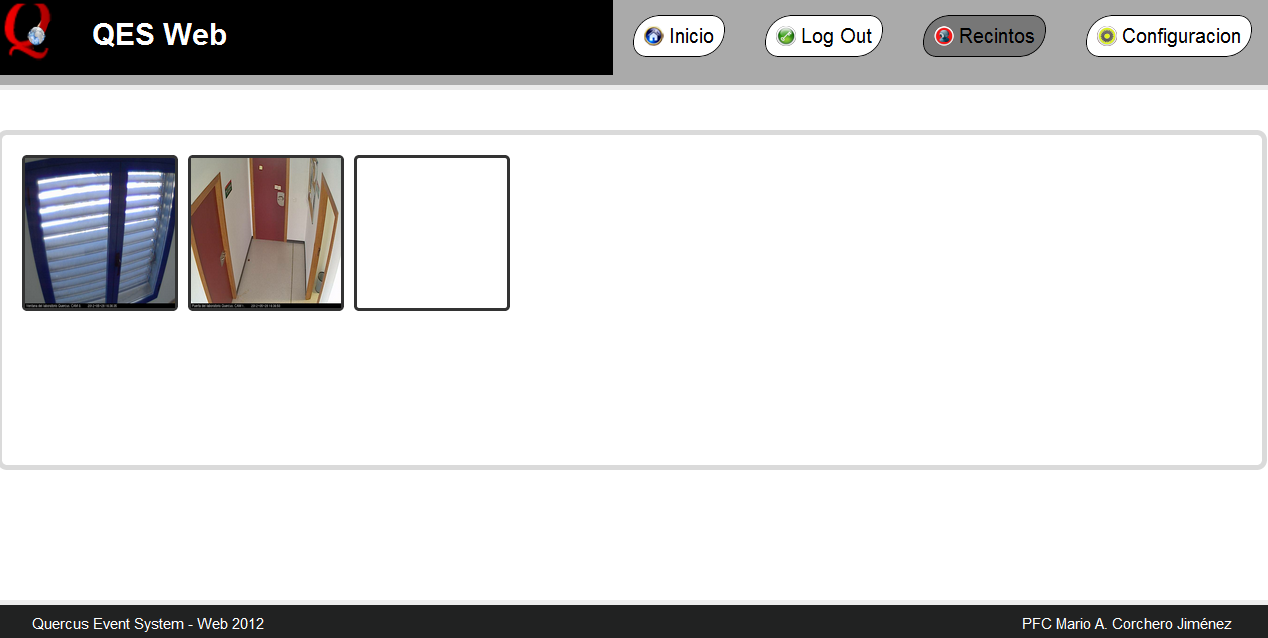 QES Web
Inicio
Log Out
Recintos
Configuracion
Quercus Event System - Web 2012
PFC Mario A. Corchero Jiménez